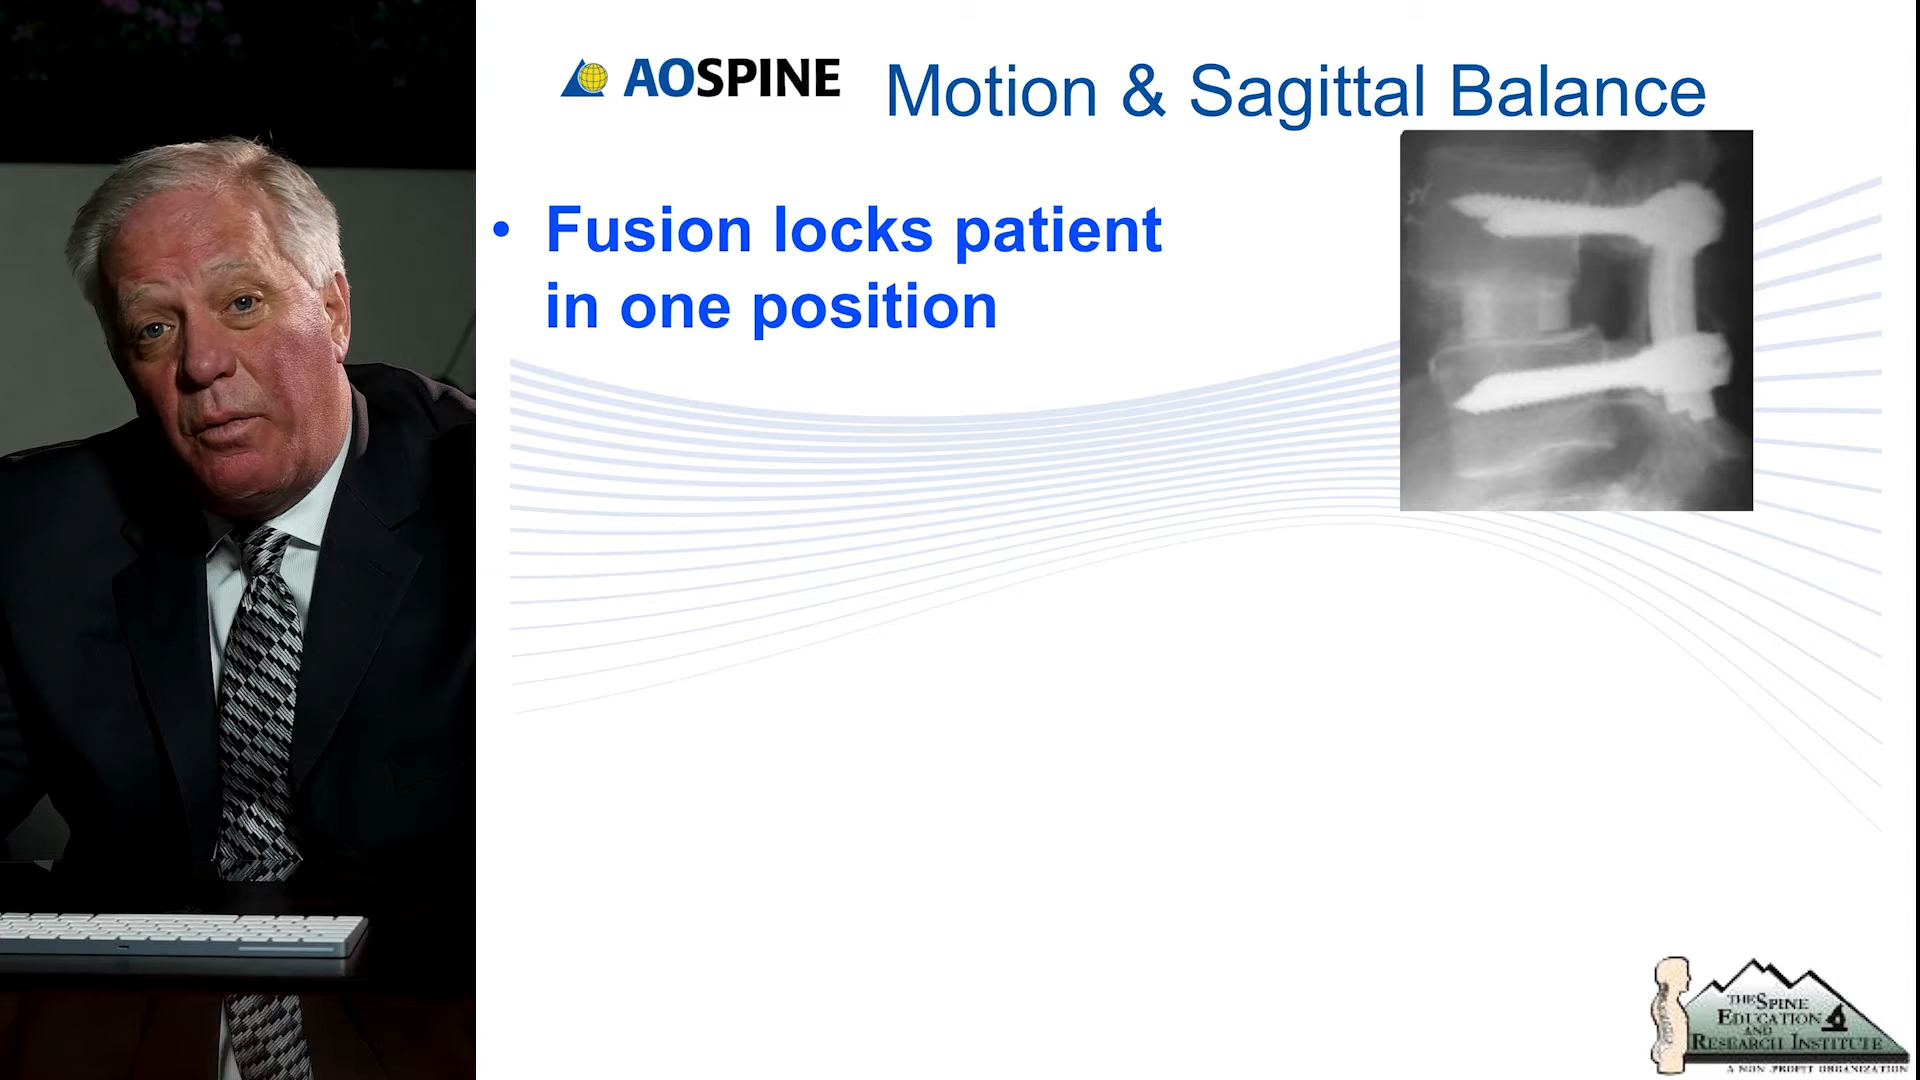 AOSPINE
Motion & Sagittal Balance
• Fusion locks patient
in one position
THE SPINE
EDUCATION
AND
RESEARCH INSTITUTE
A NON-PROFIT ORGANIZATION